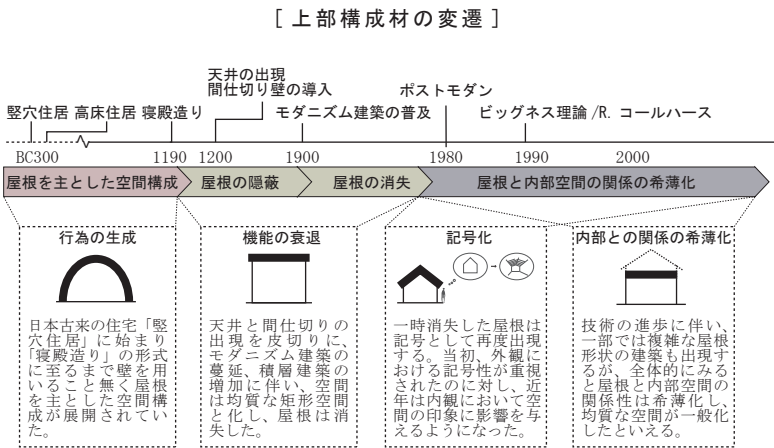 [ 上部構成材の変遷 ]
天井の出現
間仕切り壁の導入
ポストモダン
竪穴住居 高床住居 寝殿造り
モダニズム建築の普及
ビッグネス理論 /R. コールハース
BC300 1190 1200 1900 1980 1990 2000
屋根を主とした空間構成
屋根の隠蔽
屋根の消失
屋根と内部空間の関係の希薄化
行為の生成
日本古来の住宅「竪
穴住居」に始まり
「寝殿造り」の形式
に至るまで壁を用
いること無く屋根
を主とした空間構
成が展開されてい
た。
機能の衰退
天井と間仕切りの
出現を皮切りに、
モダニズム建築の
蔓延、積層建築の
増加に伴い、空間
は均質な矩形空間
と化し、屋根は消
失した。
記号化
一時消失した屋根は
記号として再度出現
する。当初、外観に
おける記号性が重視
されたのに対し、近
年は内観において空
間の印象に影響を与
えるようになった。
内部との関係の希薄化
技術の進歩に伴い、
一部では複雑な屋根
形状の建築も出現す
るが、全体的にみる
と屋根と内部空間の
関係性は希薄化し、
均質な空間が一般化
したといえる。